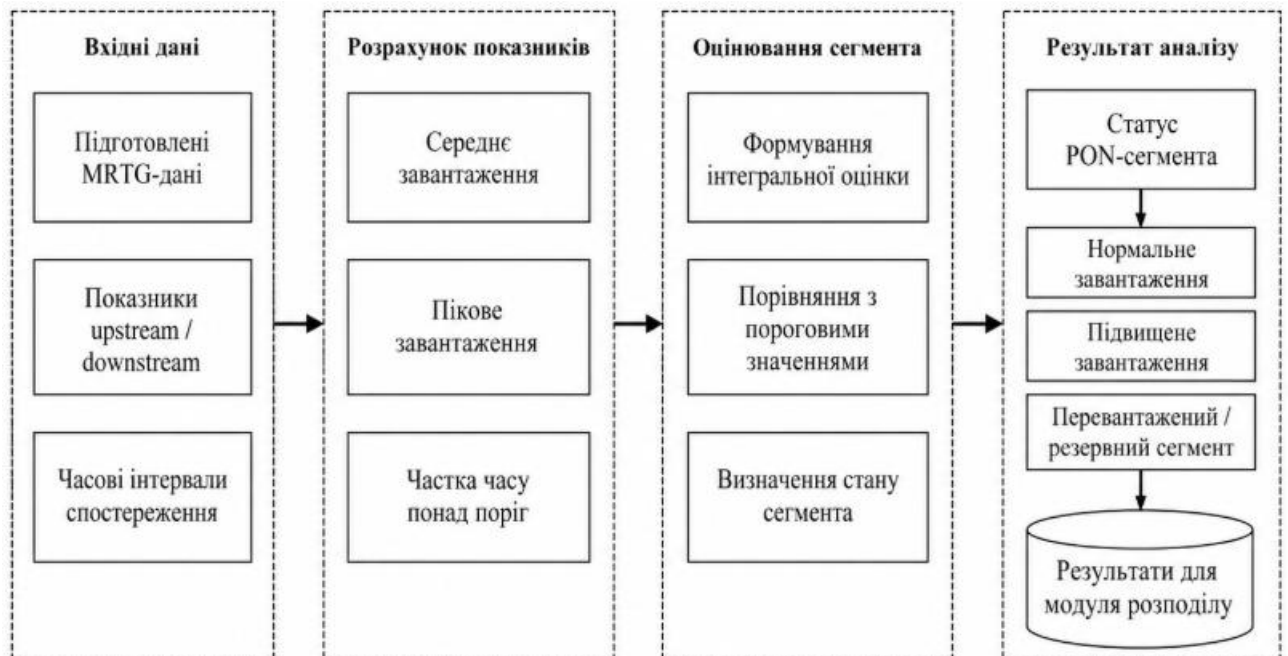 Вхідні дані
Підготовлені
MRTG-дані
Показники
upstream /
downstream
Часові інтервали
спостереження
Розрахунок показників
Середнє
завантаження
Пікове
завантаження
Частка часу
понад поріг
Оцінювання сегмента
Формування
інтегральної оцінки
Порівняння з
пороговими
значеннями
Визначення стану
сегмента
Результат аналізу
Статус
PON-сегмента
Нормальне
завантаження
Підвищене
завантаження
Перевантажений /
резервний сегмент
Результати для
модуля розподілу